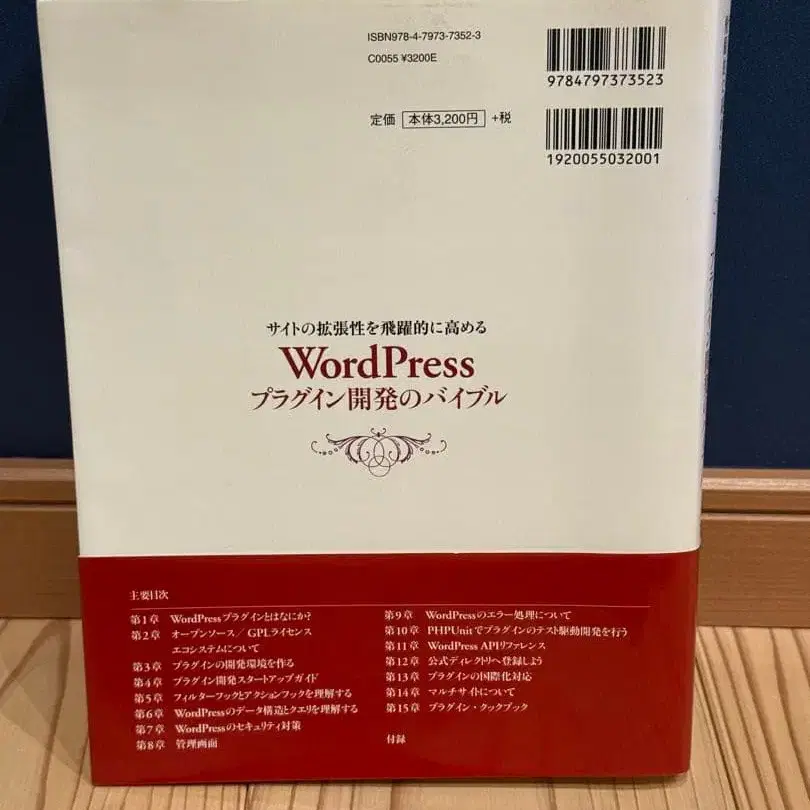 ISBN978-4-7973-7352-3
C0055 ¥3200E
9784797373523
定価 本体3,200円 +税
1920055032001
サイトの拡張性を飛躍的に高める
WordPress
プラグイン開発のバイブル
主要目次
第1章 WordPressプラグインとはなにか?
第2章 オープンソース/GPLライセンス
エコシステムについて
第3章 プラグインの開発環境を作る
第4章 プラグイン開発スタートアップガイド
第5章 フィルターフックとアクションフックを理解する
第6章 WordPressのデータ構造とクエリを理解する
第7章 WordPressのセキュリティ対策
第8章 管理画面
第9章 WordPressのエラー処理について
第10章 PHPUnitでプラグインのテスト駆動開発を行う
第11章 WordPress APIリファレンス
第12章 公式ディレクトリへ登録しよう
第13章 プラグインの国際化対応
第14章 マルチサイトについて
第15章 プラグイン・クックブック
付録